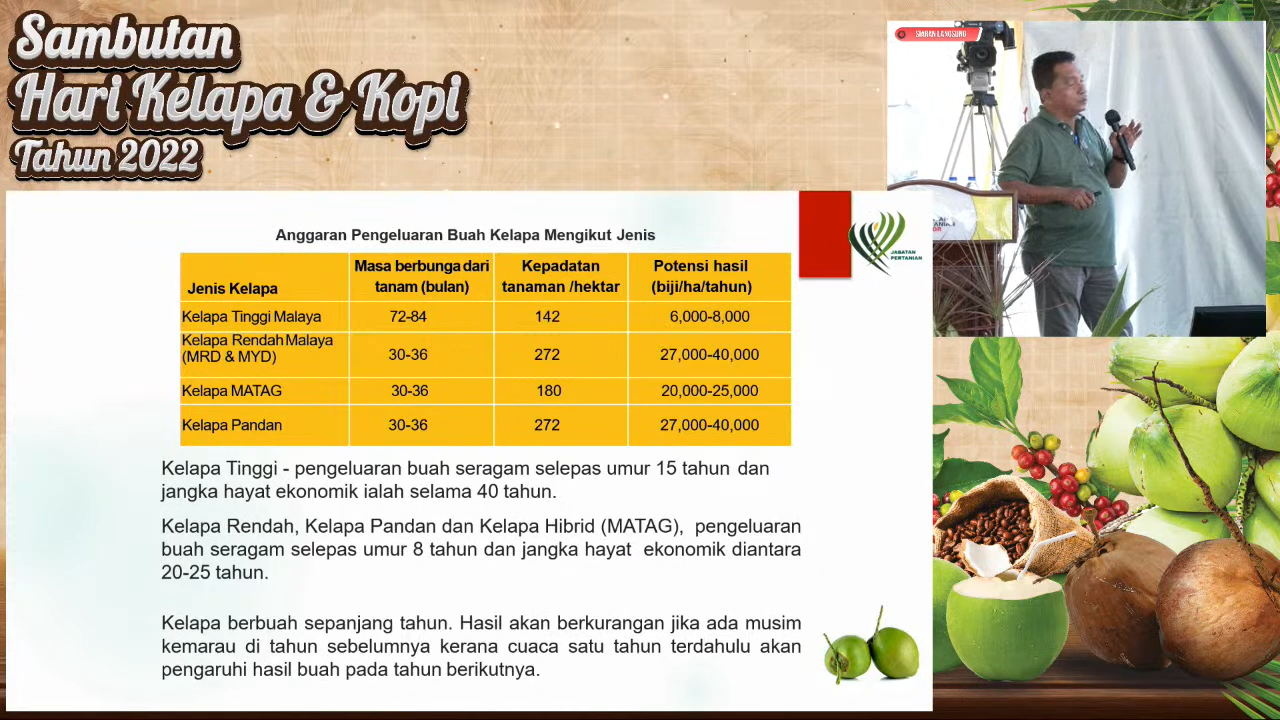 Sambutan
Hari Kelapa & Kopi
Tahun 2022
SIARAN LANGSUNG
JABATAN
PERTANIAN
Anggaran Pengeluaran Buah Kelapa Mengikut Jenis
Jenis Kelapa
Masa berbunga dari
tanam (bulan)
Kepadatan
tanaman /hektar
Potensi hasil
(biji/ha/tahun)
Kelapa Tinggi Malaya 72-84 142 6,000-8,000
Kelapa Rendah Malaya
(MRD & MYD) 30-36 272 27,000-40,000
Kelapa MATAG 30-36 180 20,000-25,000
Kelapa Pandan 30-36 272 27,000-40,000
Kelapa Tinggi - pengeluaran buah seragam selepas umur 15 tahun dan
jangka hayat ekonomik ialah selama 40 tahun.
Kelapa Rendah, Kelapa Pandan dan Kelapa Hibrid (MATAG), pengeluaran
buah seragam selepas umur 8 tahun dan jangka hayat ekonomik diantara
20-25 tahun.
Kelapa berbuah sepanjang tahun. Hasil akan berkurangan jika ada musim
kemarau di tahun sebelumnya kerana cuaca satu tahun terdahulu akan
pengaruhi hasil buah pada tahun berikutnya.